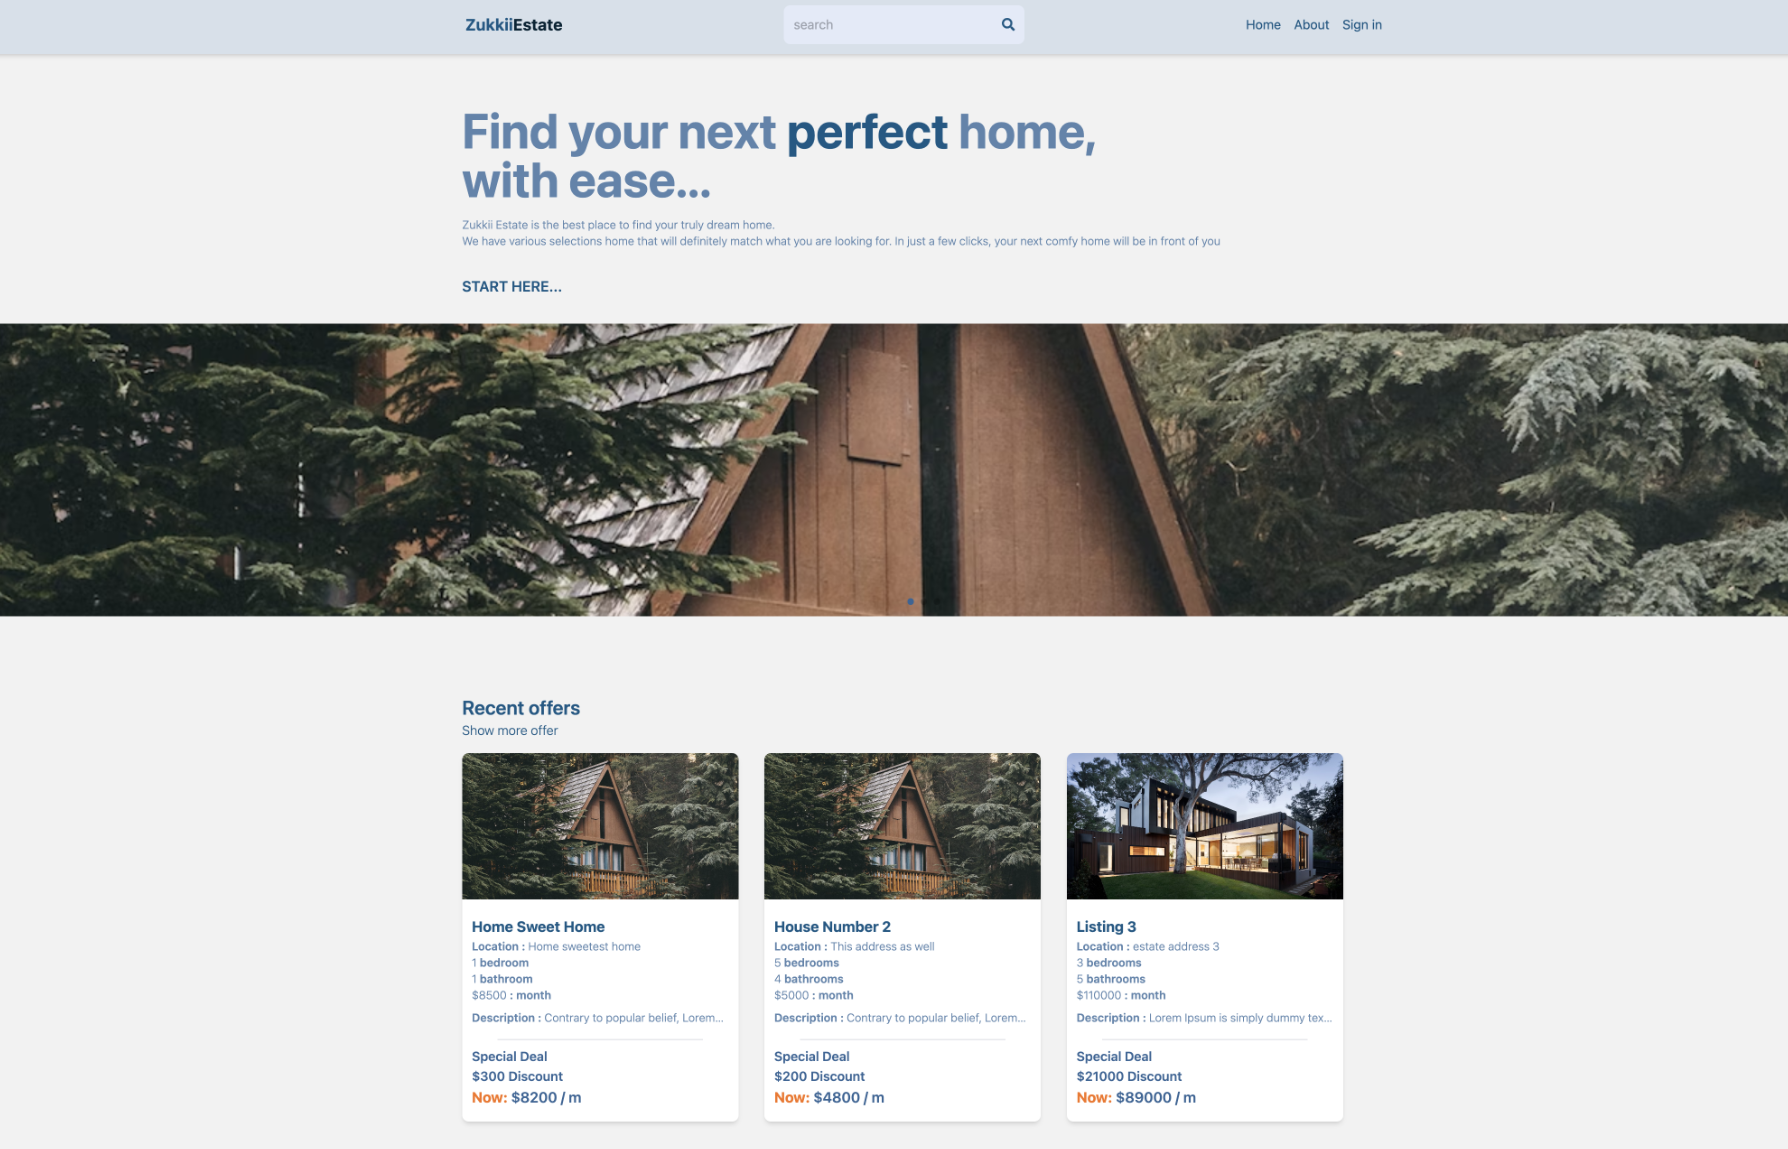 ZukkiiEstate
search
Home About Sign in
Find your next perfect home,
with ease...
Zukkii Estate is the best place to find your truly dream home.
We have various selections home that will definitely match what you are looking for. In just a few clicks, your next comfy home will be in front of you
START HERE...
Recent offers
Show more offer
Home Sweet Home
Location : Home sweetest home
1 bedroom
1 bathroom
$8500 : month
Description : Contrary to popular belief, Lorem...
Special Deal
$300 Discount
Now: $8200 / m
House Number 2
Location : This address as well
5 bedrooms
4 bathrooms
$5000 : month
Description : Contrary to popular belief, Lorem...
Special Deal
$200 Discount
Now: $4800 / m
Listing 3
Location : estate address 3
3 bedrooms
5 bathrooms
$110000 : month
Description : Lorem Ipsum is simply dummy tex...
Special Deal
$21000 Discount
Now: $89000 / m